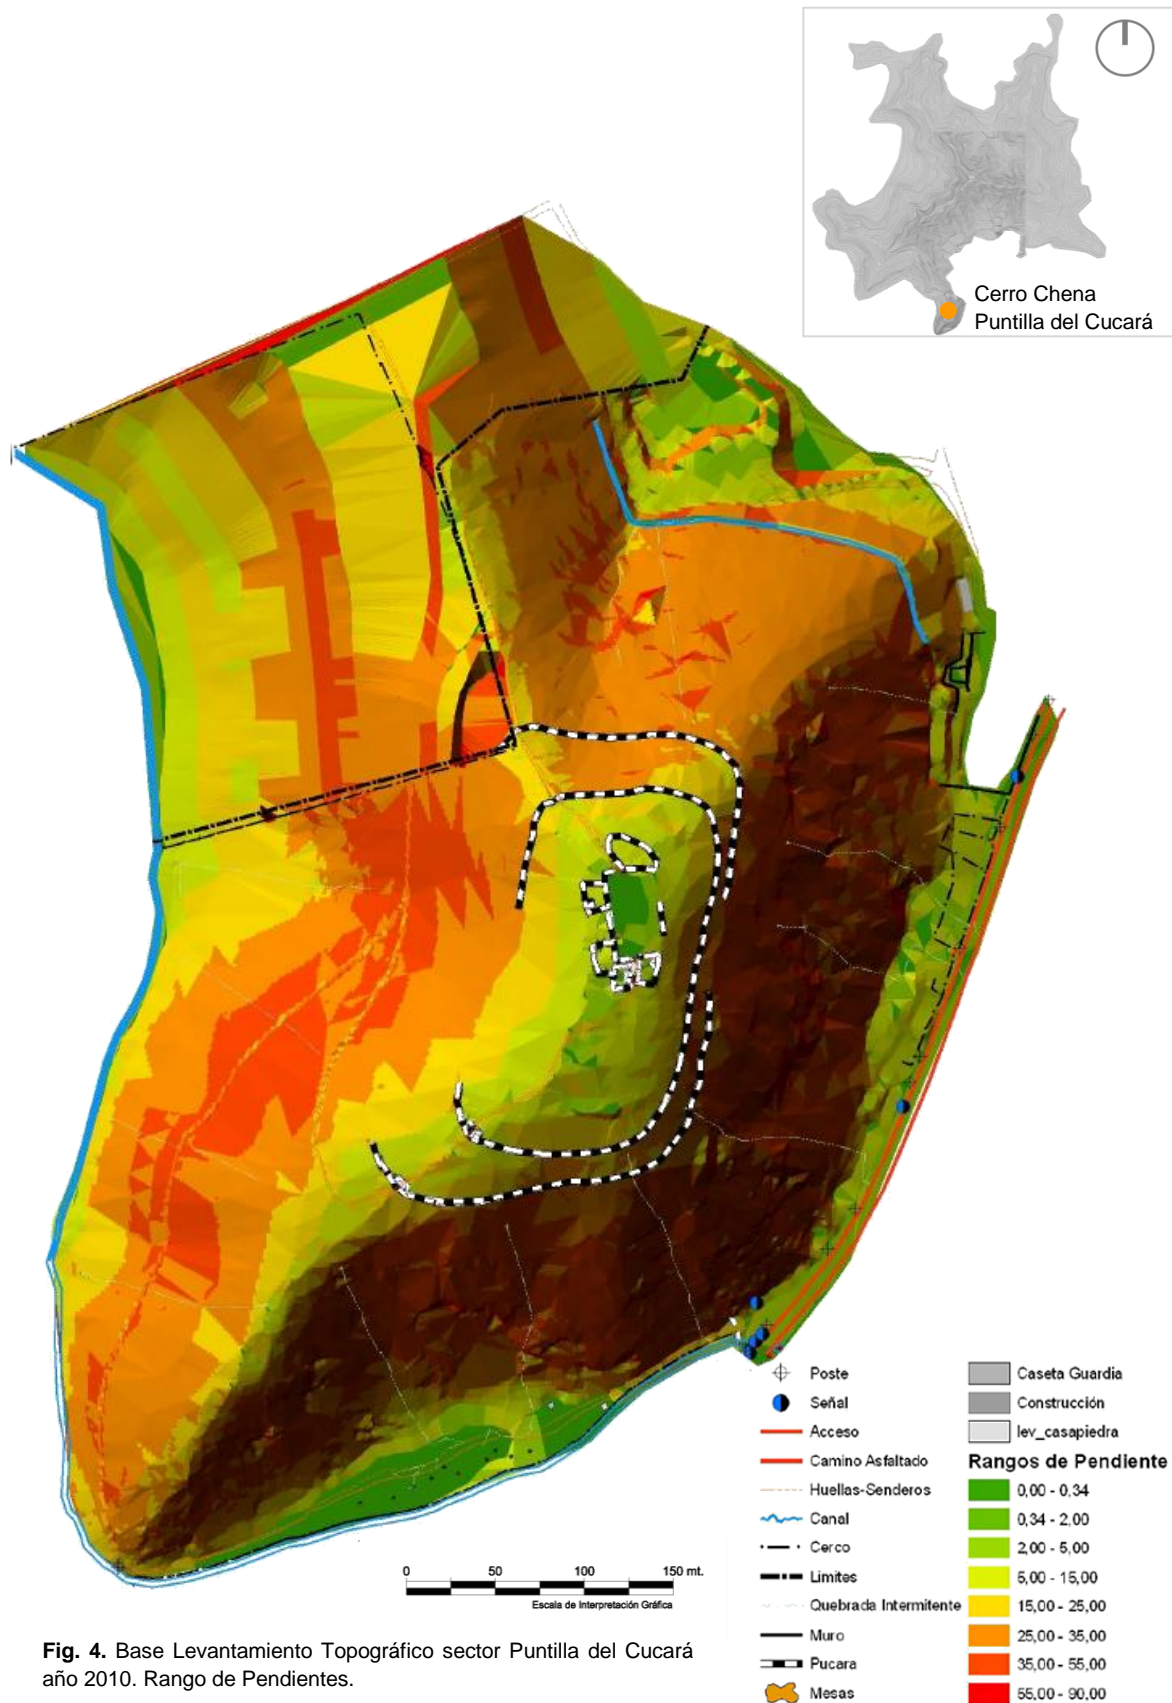 Cerro Chena
Puntilla del Cucará
Poste
Señal
Acceso
Camino Asfaltado
Huellas-Senderos
Canal
Cerco
Limites
Quebrada Intermitente
Muro
Pucara
Mesas
Caseta Guardia
Construcción
lev_casapiedra
Rangos de Pendiente
0,00 - 0,34
0,34 - 2,00
2,00 - 5,00
5,00 - 15,00
15,00 - 25,00
25,00 - 35,00
35,00 - 55,00
55,00 - 90,00
0 50 100 150 mt.
Escala de Interpretación Gráfica
Fig. 4. Base Levantamiento Topográfico sector Puntilla del Cucará
año 2010. Rango de Pendientes.